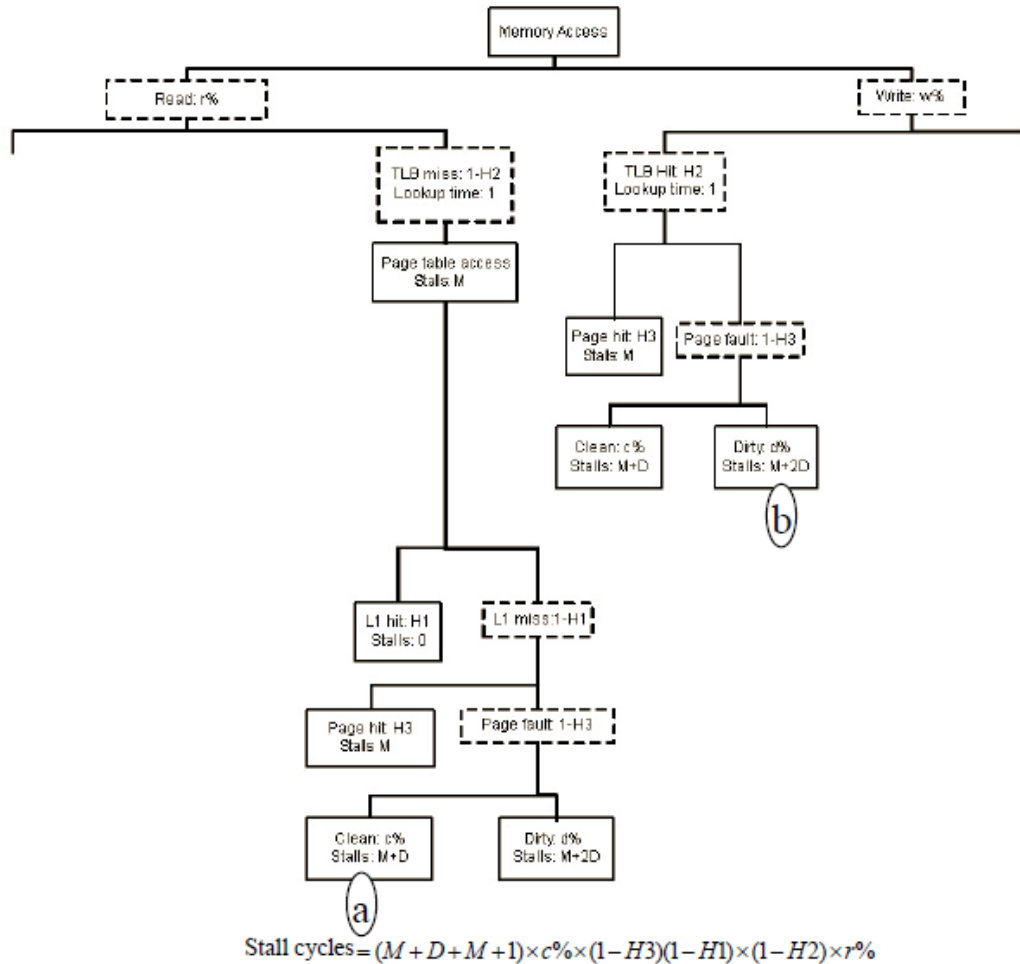 Memory Access
Read: r%
Write: w%
TLB miss: 1-H2
Lookup time: 1
TLB Hit: H2
Lookup time: 1
Page table access
Stalls: M
Page hit: H3
Stalls: M
Page fault: 1-H3
Clean: c%
Stalls: M+D
Dirty: d%
Stalls: M+2D
b
L1 hit: H1
Stalls: 0
L1 miss:1-H1
Page hit: H3
Stalls M
Page fault: 1-H3
Clean: c%
Stalls: M+D
Dirty: d%
Stalls: M+2D
a
Stall cycles = (M + D + M + 1) × c% × (1 − H3)(1 − H1) × (1 − H2) × r%